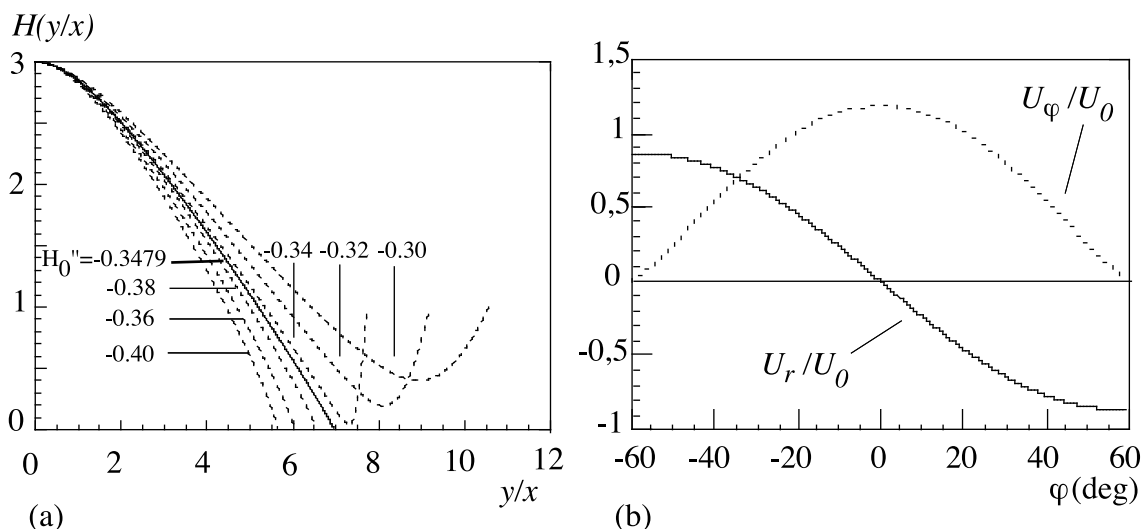 H(y/x)
3
2
1
0
H0''=-0.3479
-0.38
-0.36
-0.40
-0.34 -0.32 -0.30
0 2 4 6 8 10 12
y/x
(a)
1,5
1
0,5
0
-0,5
-1
Uφ/U0
Ur/U0
-60 -40 -20 0 20 40 60
φ(deg)
(b)